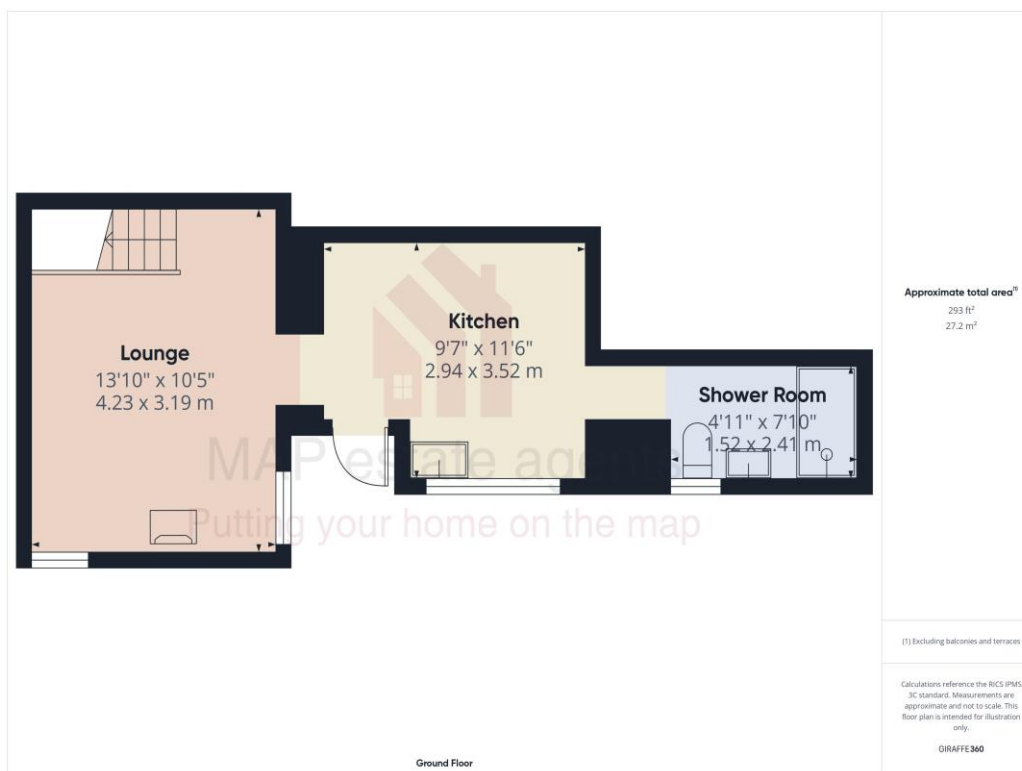 Lounge
13'10" x 10'5"
4.23 x 3.19 m
Kitchen
9'7" x 11'6"
2.94 x 3.52 m
Shower Room
4'11" x 7'10"
1.52 x 2.41 m
MAP estate agents
Putting your home on the map
Ground Floor
Approximate total area⁽¹⁾
293 ft²
27.2 m²
(1) Excluding balconies and terraces
Calculations reference the RICS IPMS
3C standard. Measurements are
approximate and not to scale. This
floor plan is intended for illustration
only.
GIRAFFE360